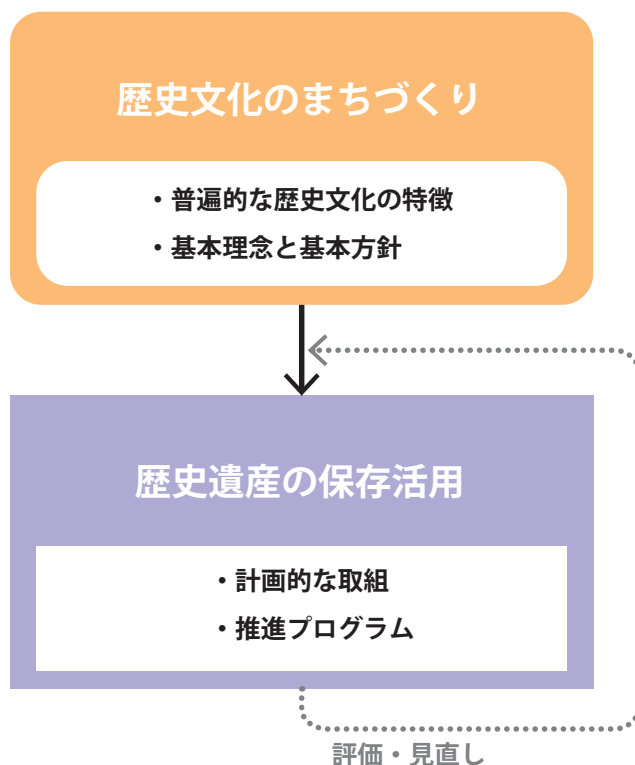 歴史文化のまちづくり
・普遍的な歴史文化の特徴
・基本理念と基本方針
歴史遺産の保存活用
・計画的な取組
・推進プログラム
評価・見直し